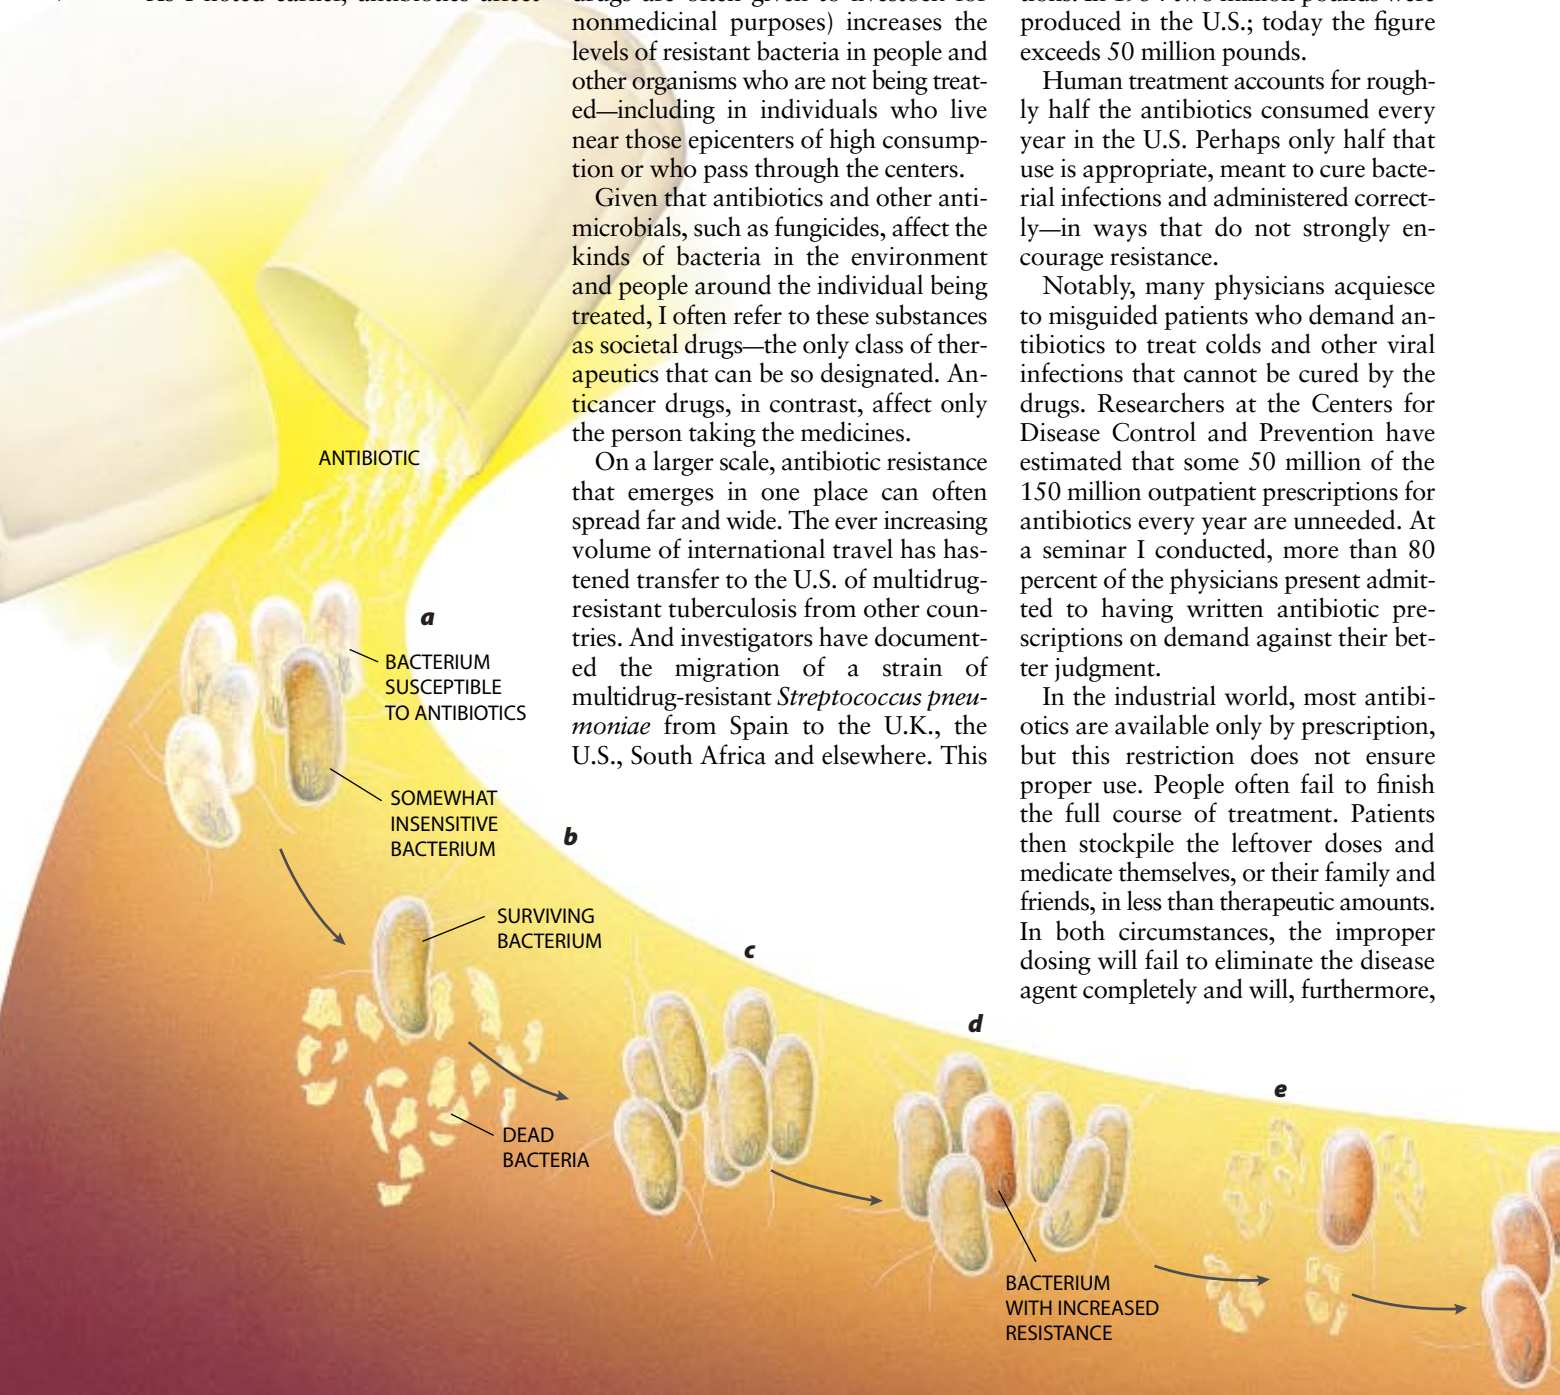 nonmedicinal purposes) increases the
levels of resistant bacteria in people and
other organisms who are not being treat-
ed—including in individuals who live
near those epicenters of high consump-
tion or who pass through the centers.
Given that antibiotics and other anti-
microbials, such as fungicides, affect the
kinds of bacteria in the environment
and people around the individual being
treated, I often refer to these substances
as societal drugs—the only class of ther-
apeutics that can be so designated. An-
ticancer drugs, in contrast, affect only
the person taking the medicines.
On a larger scale, antibiotic resistance
that emerges in one place can often
spread far and wide. The ever increasing
volume of international travel has has-
tened transfer to the U.S. of multidrug-
resistant tuberculosis from other coun-
tries. And investigators have document-
ed the migration of a strain of
multidrug-resistant Streptococcus pneu-
moniae from Spain to the U.K., the
U.S., South Africa and elsewhere. This
produced in the U.S.; today the figure
exceeds 50 million pounds.
Human treatment accounts for rough-
ly half the antibiotics consumed every
year in the U.S. Perhaps only half that
use is appropriate, meant to cure bacte-
rial infections and administered correct-
ly—in ways that do not strongly en-
courage resistance.
Notably, many physicians acquiesce
to misguided patients who demand an-
tibiotics to treat colds and other viral
infections that cannot be cured by the
drugs. Researchers at the Centers for
Disease Control and Prevention have
estimated that some 50 million of the
150 million outpatient prescriptions for
antibiotics every year are unneeded. At
a seminar I conducted, more than 80
percent of the physicians present admit-
ted to having written antibiotic pre-
scriptions on demand against their bet-
ter judgment.
In the industrial world, most antibi-
otics are available only by prescription,
but this restriction does not ensure
proper use. People often fail to finish
the full course of treatment. Patients
then stockpile the leftover doses and
medicate themselves, or their family and
friends, in less than therapeutic amounts.
In both circumstances, the improper
dosing will fail to eliminate the disease
agent completely and will, furthermore,
ANTIBIOTIC
a
BACTERIUM
SUSCEPTIBLE
TO ANTIBIOTICS
SOMEWHAT
INSENSITIVE
BACTERIUM
b
SURVIVING
BACTERIUM
DEAD
BACTERIA
c
d
BACTERIUM
WITH INCREASED
RESISTANCE
e